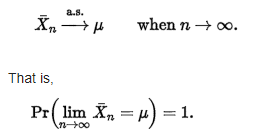 X̄ₙ —a.s.→ μ when n → ∞.
That is,
Pr( lim_{n→∞} X̄ₙ = μ ) = 1.